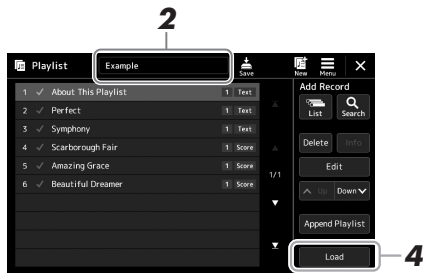 2
Playlist Example Save New Menu
Add Record
List Search
1 About This Playlist 1 Text
2 Perfect 1 Text
3 Symphony 1 Text
4 Scarborough Fair 1 Score
5 Amazing Grace 1 Score
6 Beautiful Dreamer 1 Score
1/1
Delete Info
Edit
Up Down
Append Playlist
Load
4